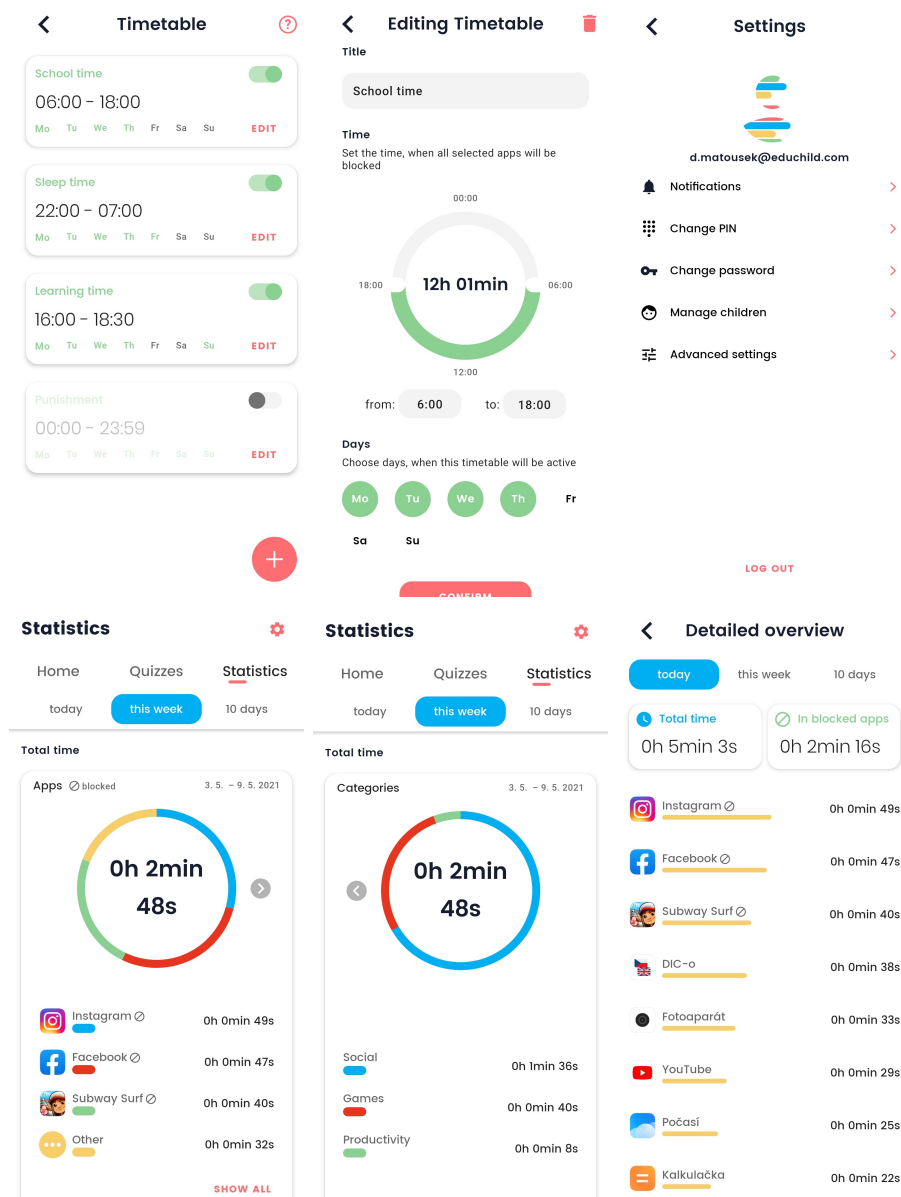 Timetable
School time
06:00 - 18:00
Mo Tu We Th Fr Sa Su EDIT
Sleep time
22:00 - 07:00
Mo Tu We Th Fr Sa Su EDIT
Learning time
16:00 - 18:30
Mo Tu We Th Fr Sa Su EDIT
Punishment
00:00 - 23:59
Mo Tu We Th Fr Sa Su EDIT
Editing Timetable
Title
School time
Time
Set the time, when all selected apps will be
blocked
00:00
18:00 12h 01min 06:00
12:00
from: 6:00 to: 18:00
Days
Choose days, when this timetable will be active
Mo Tu We Th Fr
Sa Su
CONFIRM
Settings
d.matousek@educhild.com
Notifications
Change PIN
Change password
Manage children
Advanced settings
LOG OUT
Statistics
Home Quizzes Statistics
today this week 10 days
Total time
Apps blocked 3. 5. – 9. 5. 2021
0h 2min
48s
Instagram 0h 0min 49s
Facebook 0h 0min 47s
Subway Surf 0h 0min 40s
Other 0h 0min 32s
SHOW ALL
Statistics
Home Quizzes Statistics
today this week 10 days
Total time
Categories 3. 5. – 9. 5. 2021
0h 2min
48s
Social 0h 1min 36s
Games 0h 0min 40s
Productivity 0h 0min 8s
Detailed overview
today this week 10 days
Total time In blocked apps
0h 5min 3s 0h 2min 16s
Instagram 0h 0min 49s
Facebook 0h 0min 47s
Subway Surf 0h 0min 40s
DIC-o 0h 0min 38s
Fotoaparát 0h 0min 33s
YouTube 0h 0min 29s
Počasí 0h 0min 25s
Kalkulačka 0h 0min 22s